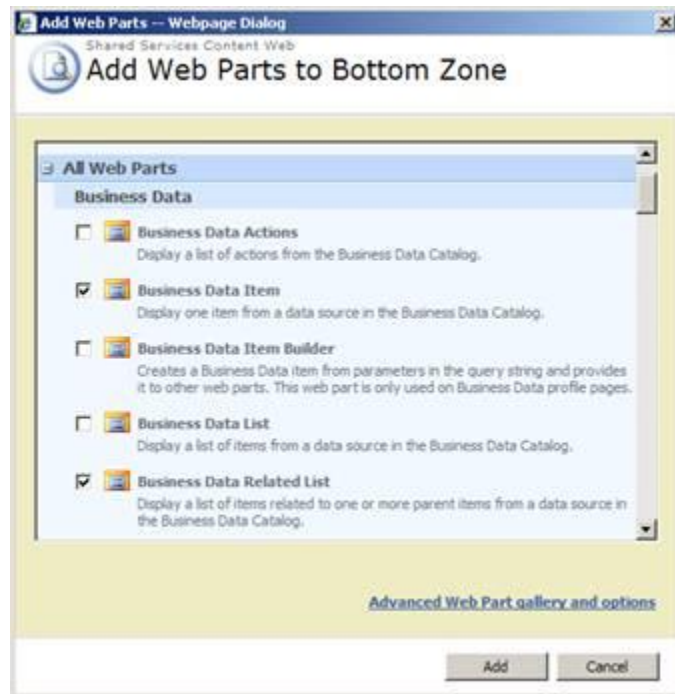 Add Web Parts -- Webpage Dialog
Shared Services Content Web
Add Web Parts to Bottom Zone
All Web Parts
Business Data
Business Data Actions
Display a list of actions from the Business Data Catalog.
Business Data Item
Display one item from a data source in the Business Data Catalog.
Business Data Item Builder
Creates a Business Data item from parameters in the query string and provides
it to other web parts. This web part is only used on Business Data profile pages.
Business Data List
Display a list of items from a data source in the Business Data Catalog.
Business Data Related List
Display a list of items related to one or more parent items from a data source in
the Business Data Catalog.
Advanced Web Part gallery and options
Add Cancel